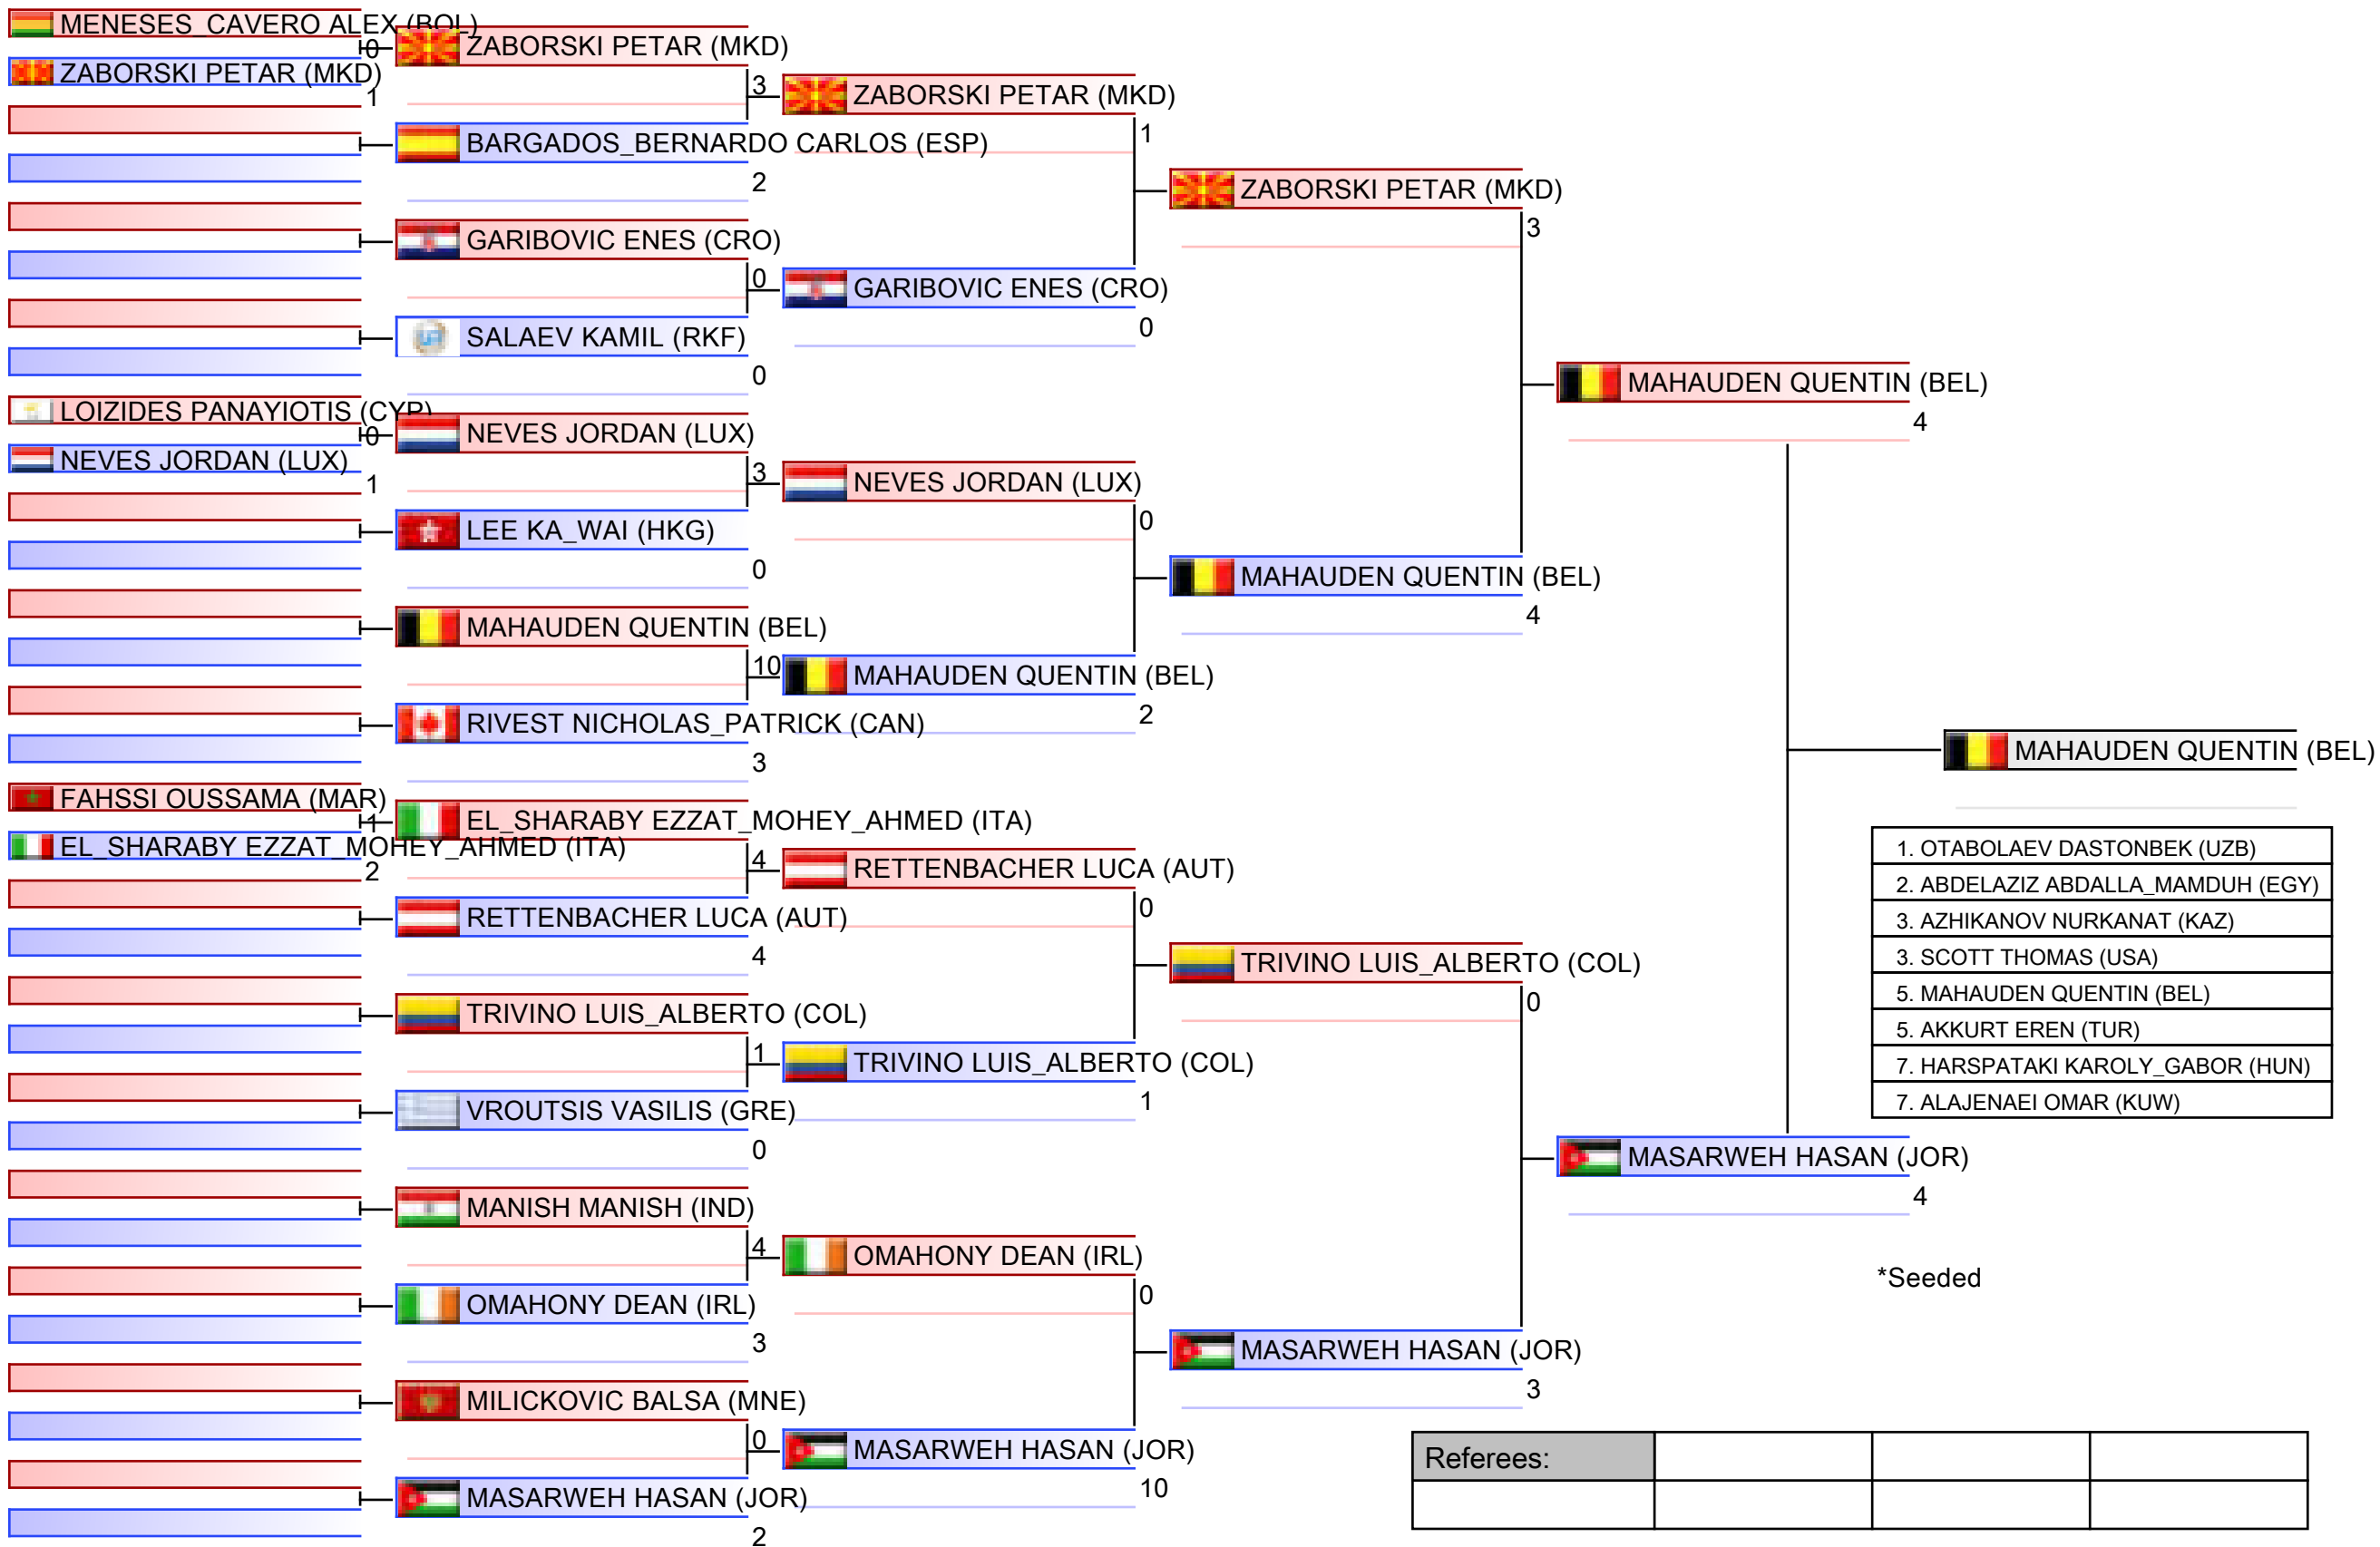 MENESES_CAVERO ALEX (BOL)
0
ZABORSKI PETAR (MKD)
1
LOIZIDES PANAYIOTIS (CYP)
0
NEVES JORDAN (LUX)
1
FAHSSI OUSSAMA (MAR)
1
EL_SHARABY EZZAT_MOHEY_AHMED (ITA)
2
ZABORSKI PETAR (MKD)
3
BARGADOS_BERNARDO CARLOS (ESP)
2
GARIBOVIC ENES (CRO)
0
SALAEV KAMIL (RKF)
0
NEVES JORDAN (LUX)
3
LEE KA_WAI (HKG)
0
MAHAUDEN QUENTIN (BEL)
10
RIVEST NICHOLAS_PATRICK (CAN)
3
EL_SHARABY EZZAT_MOHEY_AHMED (ITA)
4
RETTENBACHER LUCA (AUT)
4
TRIVINO LUIS_ALBERTO (COL)
1
VROUTSIS VASILIS (GRE)
0
MANISH MANISH (IND)
4
OMAHONY DEAN (IRL)
3
MILICKOVIC BALSA (MNE)
0
MASARWEH HASAN (JOR)
2
ZABORSKI PETAR (MKD)
1
GARIBOVIC ENES (CRO)
0
NEVES JORDAN (LUX)
0
MAHAUDEN QUENTIN (BEL)
2
RETTENBACHER LUCA (AUT)
0
TRIVINO LUIS_ALBERTO (COL)
1
OMAHONY DEAN (IRL)
0
MASARWEH HASAN (JOR)
10
ZABORSKI PETAR (MKD)
3
MAHAUDEN QUENTIN (BEL)
4
TRIVINO LUIS_ALBERTO (COL)
0
MASARWEH HASAN (JOR)
3
MAHAUDEN QUENTIN (BEL)
4
MASARWEH HASAN (JOR)
4
MAHAUDEN QUENTIN (BEL)
1. OTABOLAEV DASTONBEK (UZB)
2. ABDELAZIZ ABDALLA_MAMDUH (EGY)
3. AZHIKANOV NURKANAT (KAZ)
3. SCOTT THOMAS (USA)
5. MAHAUDEN QUENTIN (BEL)
5. AKKURT EREN (TUR)
7. HARSPATAKI KAROLY_GABOR (HUN)
7. ALAJENAEI OMAR (KUW)
*Seeded
Referees: